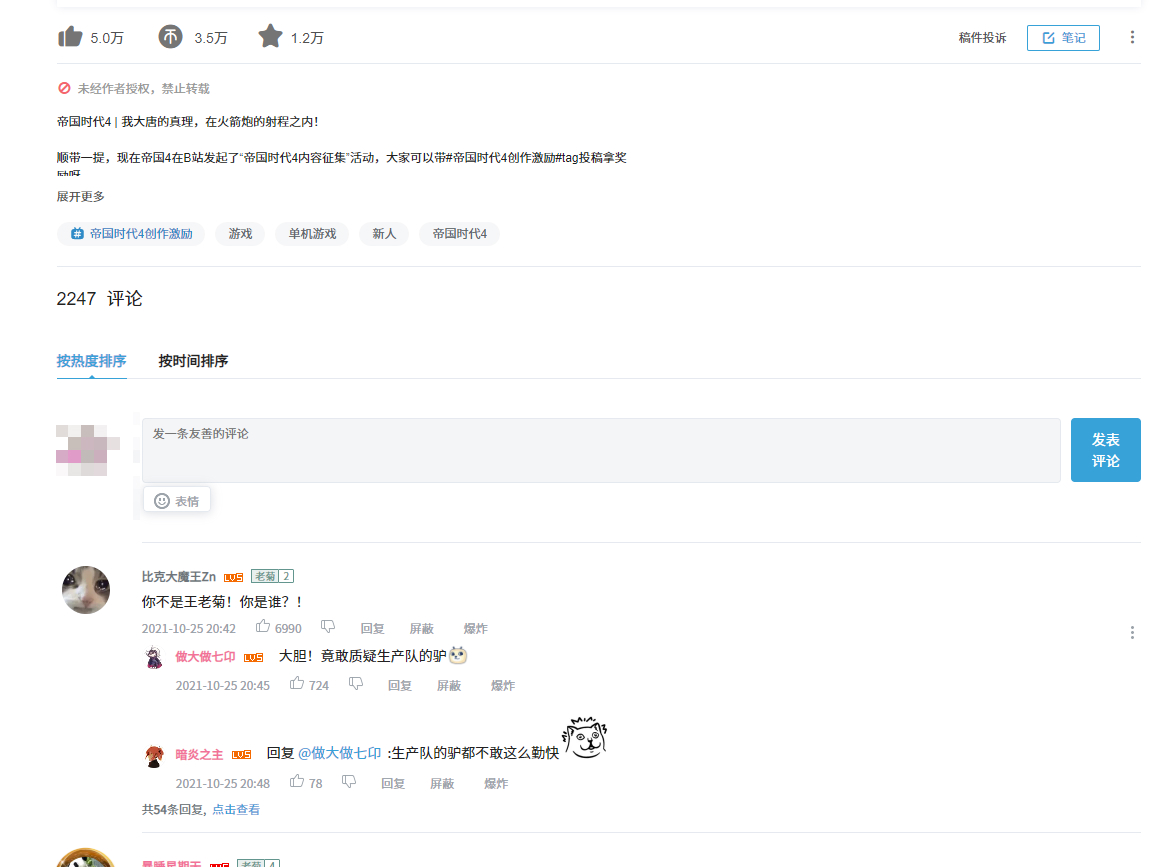 5.0万 3.5万 1.2万 稿件投诉 笔记
未经作者授权，禁止转载
帝国时代4 | 我大唐的真理，在火箭炮的射程之内！
顺带一提，现在帝国4在B站发起了“帝国时代4内容征集”活动，大家可以带#帝国时代4创作激励#tag投稿拿奖
励呀
展开更多
帝国时代4创作激励 游戏 单机游戏 新人 帝国时代4
2247 评论
按热度排序 按时间排序
发一条友善的评论
发表
评论
表情
比克大魔王Zn LV5 老菊 2
你不是王老菊！你是谁？！
2021-10-25 20:42 6990 回复 屏蔽 爆炸
做大做七卬 LV5 大胆！竟敢质疑生产队的驴
2021-10-25 20:45 724 回复 屏蔽 爆炸
暗炎之主 LV5 回复 @做大做七卬 :生产队的驴都不敢这么勤快
2021-10-25 20:48 78 回复 屏蔽 爆炸
共54条回复, 点击查看
老菊 4